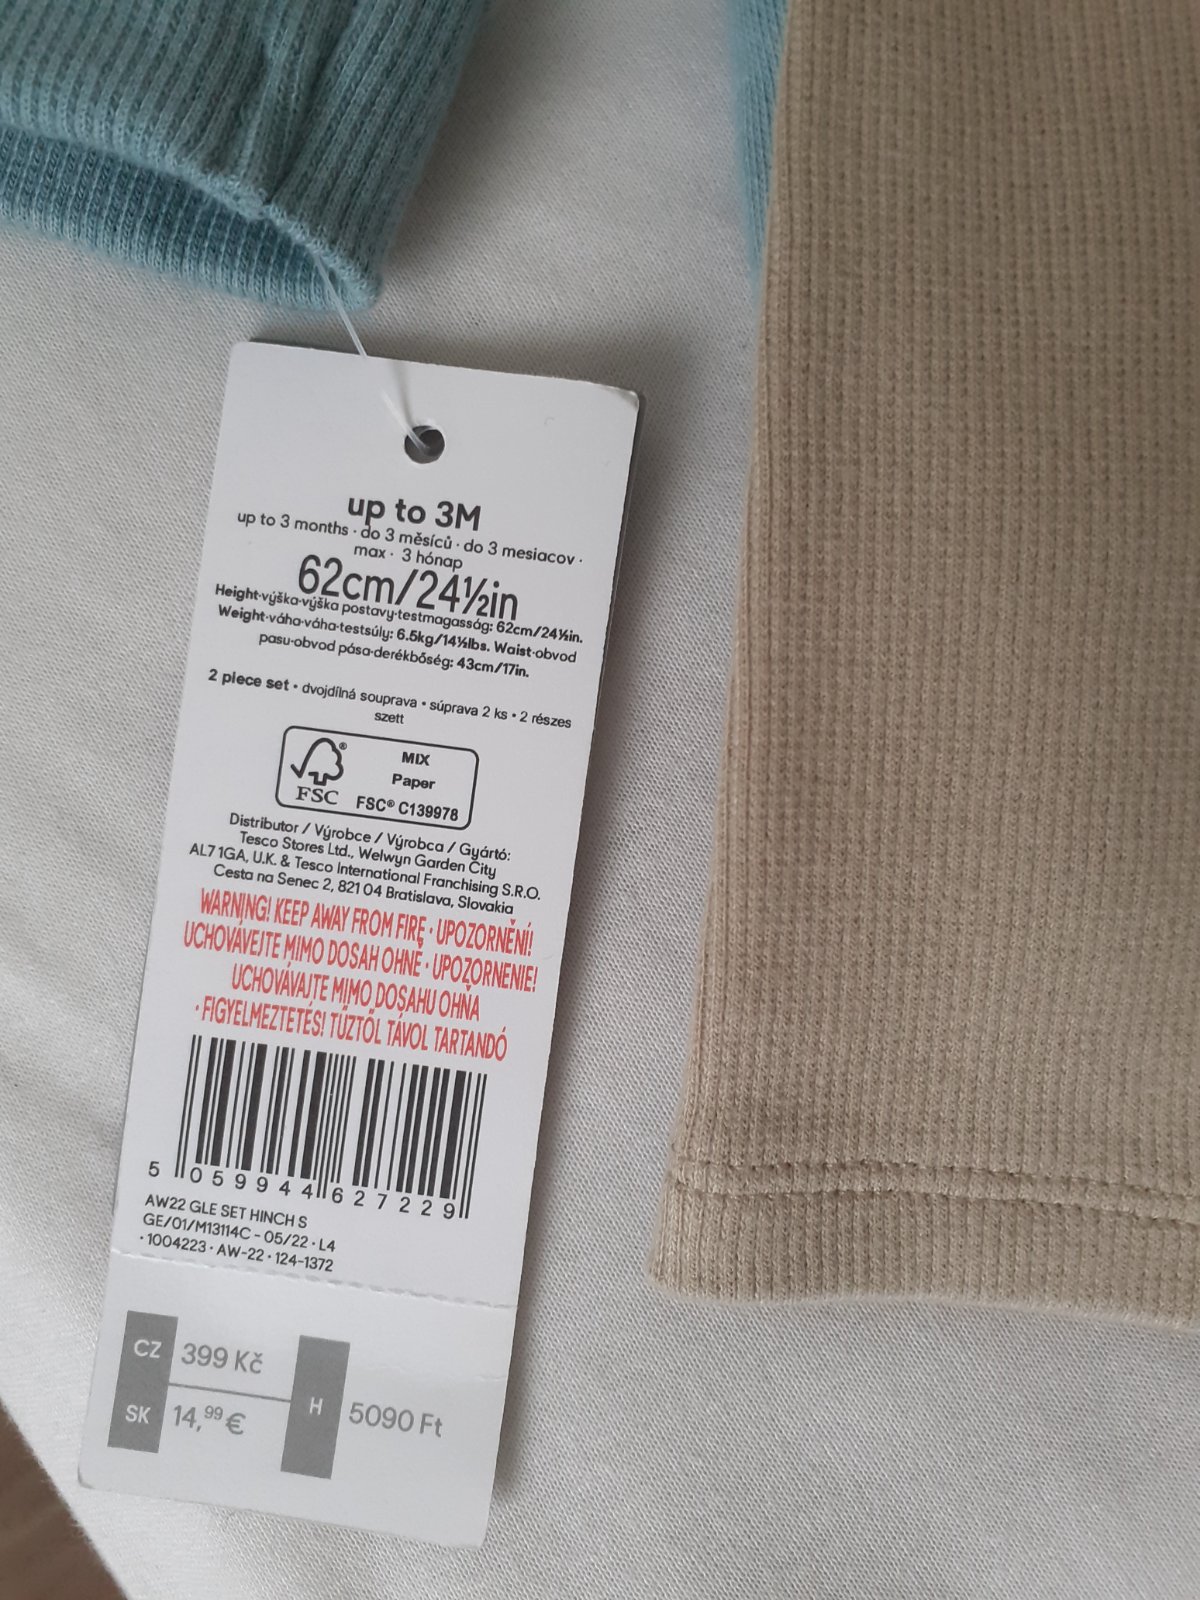 up to 3M
up to 3 months · do 3 měsíců · do 3 mesiacov ·
max · 3 hónap
62cm/24½in
Height·výška·výška postavy·testmagasság: 62cm/24½in.
Weight·váha·váha·testsúly: 6.5kg/14½lbs. Waist·obvod
pasu·obvod pása·derékbőség: 43cm/17in.
2 piece set • dvojdílná souprava • súprava 2 ks • 2 részes
szett
FSC®
MIX
Paper
FSC® C139978
Distributor / Výrobce / Výrobca / Gyártó:
Tesco Stores Ltd., Welwyn Garden City
AL7 1GA, U.K. & Tesco International Franchising S.R.O.
Cesta na Senec 2, 821 04 Bratislava, Slovakia
WARNING! KEEP AWAY FROM FIRE · UPOZORNĚNÍ!
UCHOVÁVEJTE MIMO DOSAH OHNĚ · UPOZORNENIE!
UCHOVÁVAJTE MIMO DOSAHU OHŇA
· FIGYELMEZTETÉS! TŰZTŐL TÁVOL TARTANDÓ
5 059944 627229
AW22 GLE SET HINCH S
GE/01/M13114C - 05/22 · L4
· 1004223 · AW-22 · 124-1372
CZ 399 Kč
SK 14,99 €
H 5090 Ft